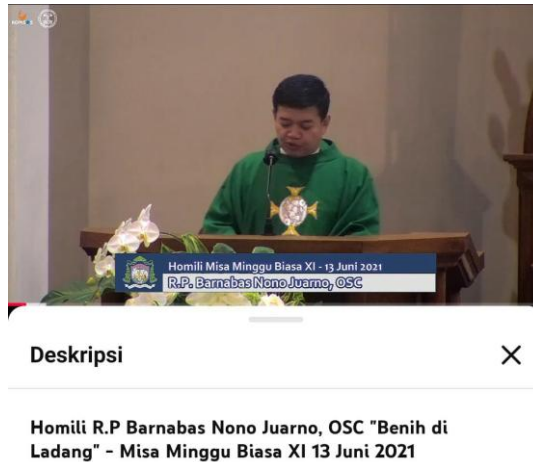 Homili Misa Minggu Biasa XI - 13 Juni 2021
R.P. Barnabas Nono Juarno, OSC
Deskripsi
Homili R.P Barnabas Nono Juarno, OSC "Benih di
Ladang" - Misa Minggu Biasa XI 13 Juni 2021